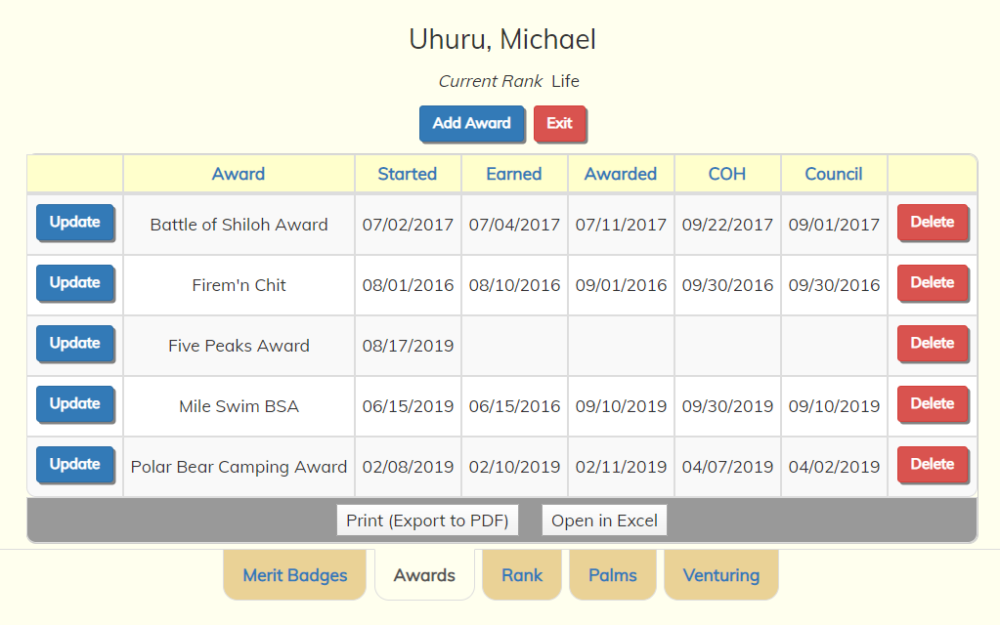 Uhuru, Michael
Current Rank Life
Add Award Exit
Award Started Earned Awarded COH Council
Update Battle of Shiloh Award 07/02/2017 07/04/2017 07/11/2017 09/22/2017 09/01/2017 Delete
Update Firem'n Chit 08/01/2016 08/10/2016 09/01/2016 09/30/2016 09/30/2016 Delete
Update Five Peaks Award 08/17/2019 Delete
Update Mile Swim BSA 06/15/2019 06/15/2016 09/10/2019 09/30/2019 09/10/2019 Delete
Update Polar Bear Camping Award 02/08/2019 02/10/2019 02/11/2019 04/07/2019 04/02/2019 Delete
Print (Export to PDF) Open in Excel
Merit Badges Awards Rank Palms Venturing